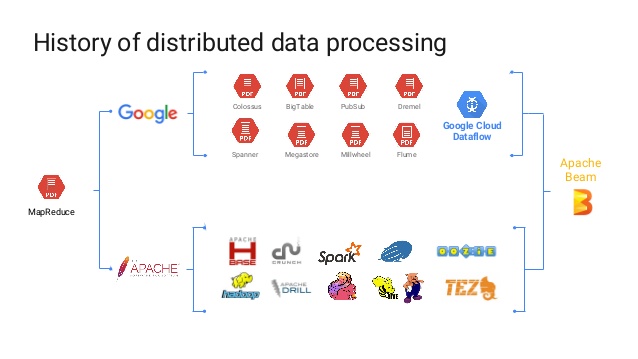 History of distributed data processing
Google
PDF PDF PDF PDF
Colossus BigTable PubSub Dremel
Google Cloud
Dataflow
PDF PDF PDF PDF
Spanner Megastore Millwheel Flume
Apache
Beam
PDF
MapReduce
APACHE
APACHE
HBASE
CRUNCH
Spark
OOZIE
hadoop
APACHE
DRILL
HIVE
TEZ